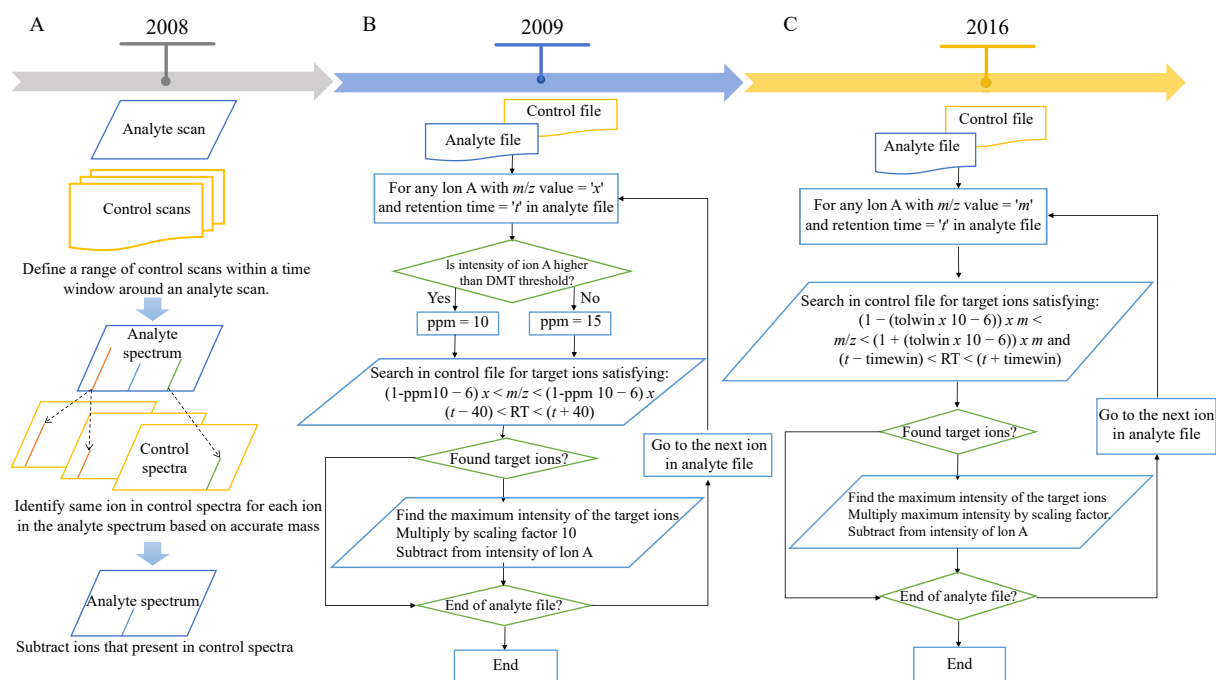 A
2008
Analyte scan
Control scans
Define a range of control scans within a time
window around an analyte scan.
Analyte
spectrum
Control
spectra
Identify same ion in control spectra for each ion
in the analyte spectrum based on accurate mass
Analyte spectrum
Subtract ions that present in control spectra
B
2009
Control file
Analyte file
For any lon A with m/z value = 'x'
and retention time = 't' in analyte file
Is intensity of ion A higher
than DMT threshold?
Yes
No
ppm = 10
ppm = 15
Search in control file for target ions satisfying:
(1-ppm10 − 6) x < m/z < (1-ppm 10 − 6) x
(t − 40) < RT < (t + 40)
Found target ions?
Go to the next ion
in analyte file
Find the maximum intensity of the target ions
Multiply by scaling factor 10
Subtract from intensity of lon A
End of analyte file?
End
C
2016
Control file
Analyte file
For any lon A with m/z value = 'm'
and retention time = 't' in analyte file
Search in control file for target ions satisfying:
(1 − (tolwin x 10 − 6)) x m <
m/z < (1 + (tolwin x 10 − 6)) x m and
(t − timewin) < RT < (t + timewin)
Found target ions?
Go to the next ion
in analyte file
Find the maximum intensity of the target ions
Multiply maximum intensity by scaling factor.
Subtract from intensity of lon A
End of analyte file?
End